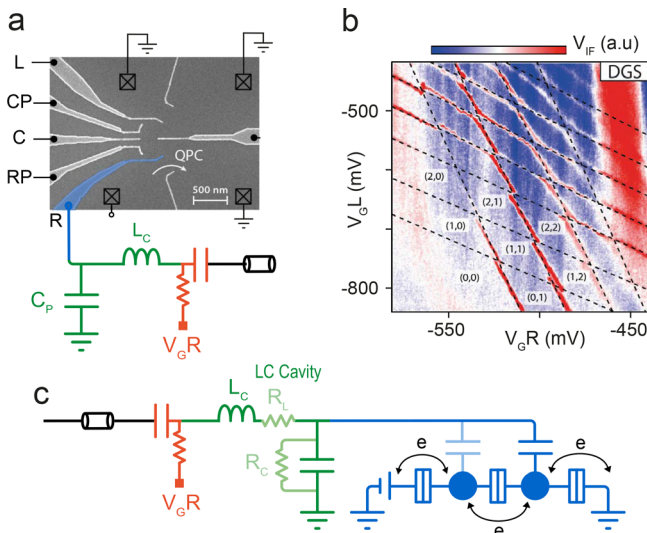 a
L
CP
C
RP
R
QPC
500 nm
L_C
C_P
V_GR
b
V_IF (a.u)
DGS
-500
-800
V_GL (mV)
(2,0)
(2,1)
(2,2)
(1,0)
(1,1)
(1,2)
(0,0)
(0,1)
-550
-450
V_GR (mV)
c
LC Cavity
L_C
R_L
R_C
V_GR
e
e
e